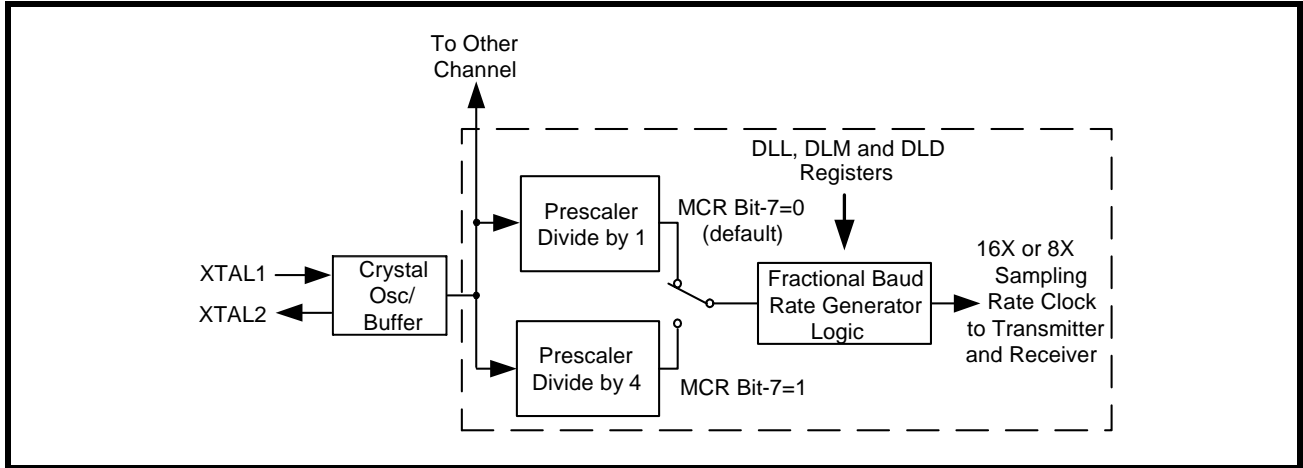 To Other
Channel
DLL, DLM and DLD
Registers
Prescaler
Divide by 1
MCR Bit-7=0
(default)
XTAL1
XTAL2
Crystal
Osc/
Buffer
Fractional Baud
Rate Generator
Logic
16X or 8X
Sampling
Rate Clock
to Transmitter
and Receiver
Prescaler
Divide by 4
MCR Bit-7=1